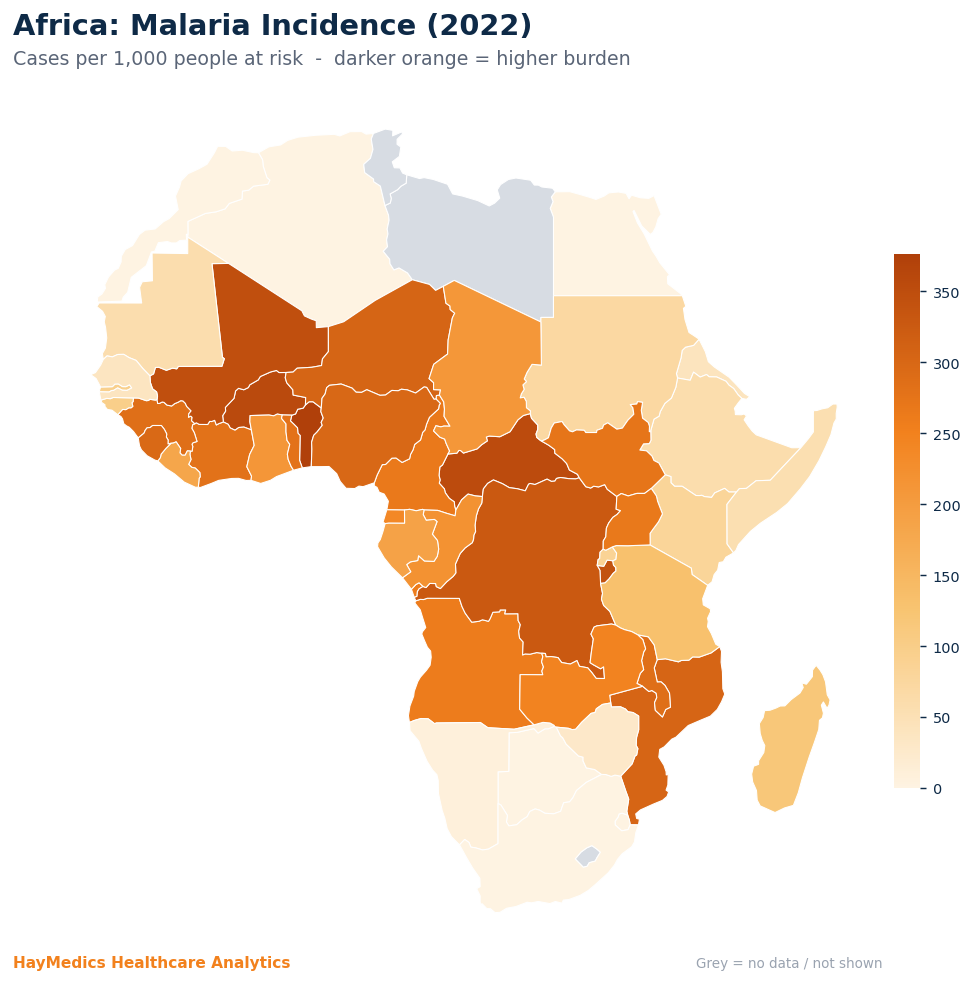 Africa: Malaria Incidence (2022)
Cases per 1,000 people at risk - darker orange = higher burden
350
300
250
200
150
100
50
0
HayMedics Healthcare Analytics
Grey = no data / not shown